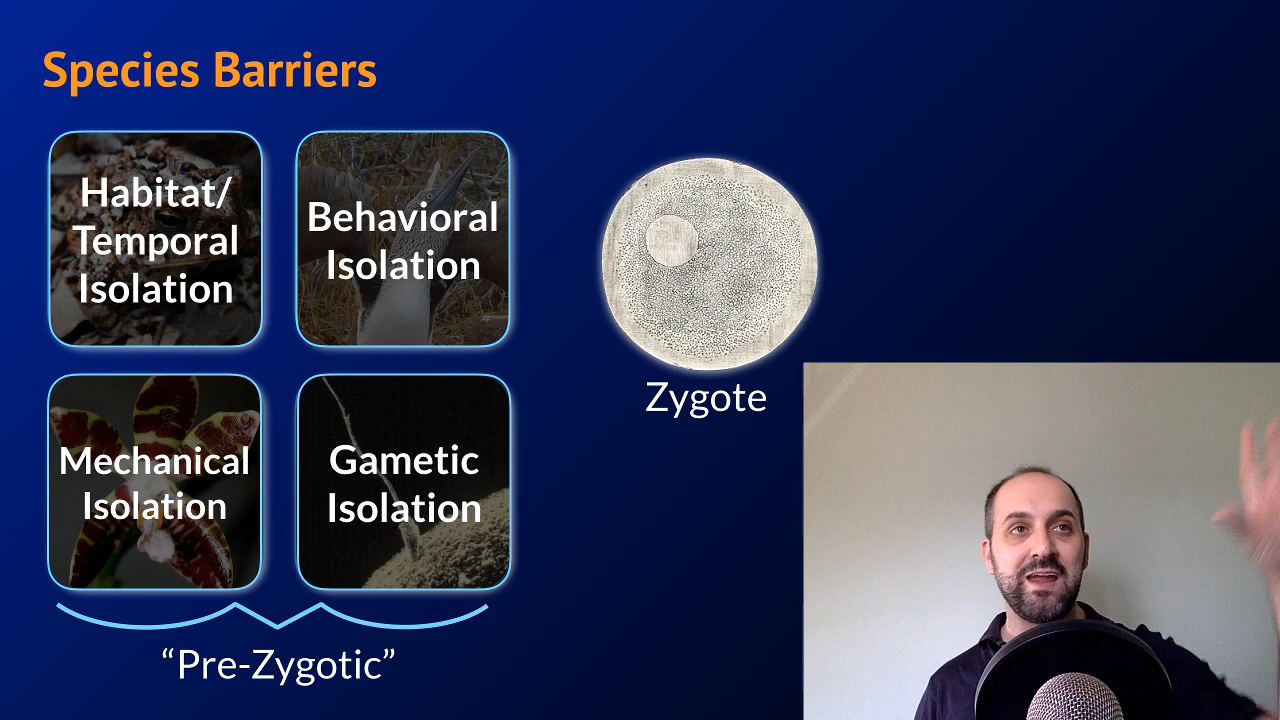 Species Barriers
Habitat/
Temporal
Isolation
Behavioral
Isolation
Mechanical
Isolation
Gametic
Isolation
Zygote
“Pre-Zygotic”